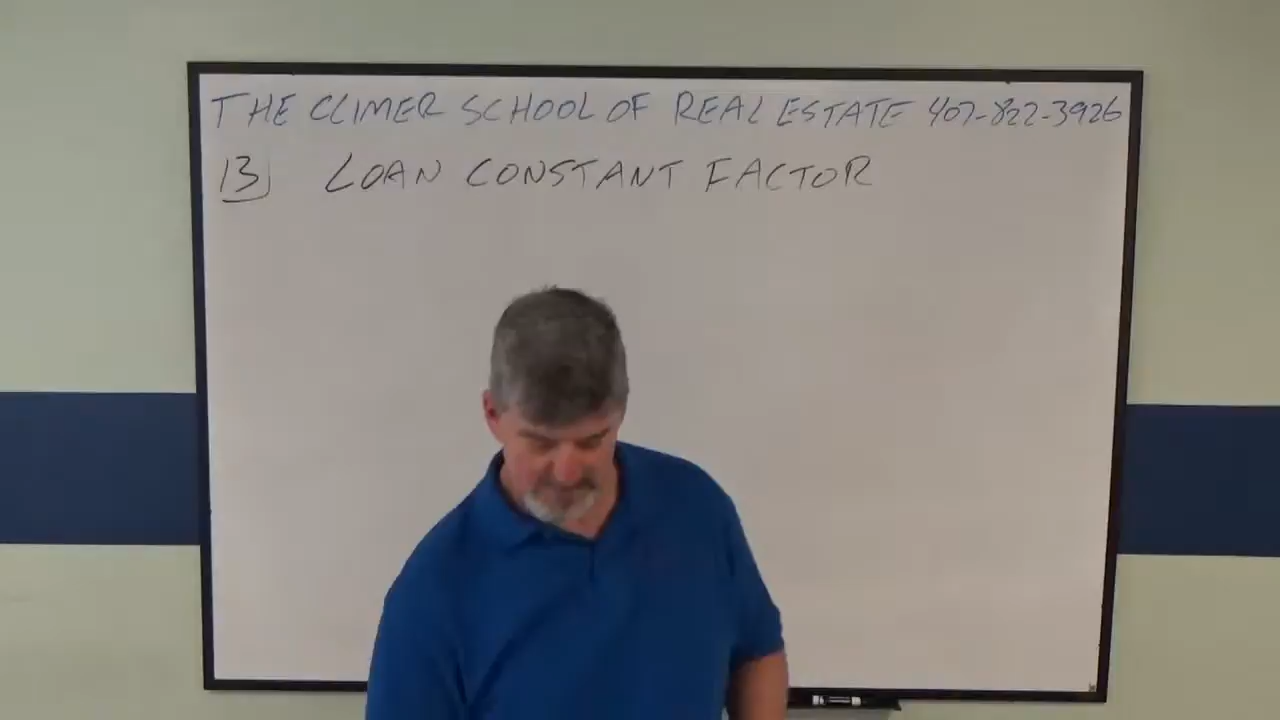 THE CLIMER SCHOOL OF REAL ESTATE 407-822-3926
13 LOAN CONSTANT FACTOR